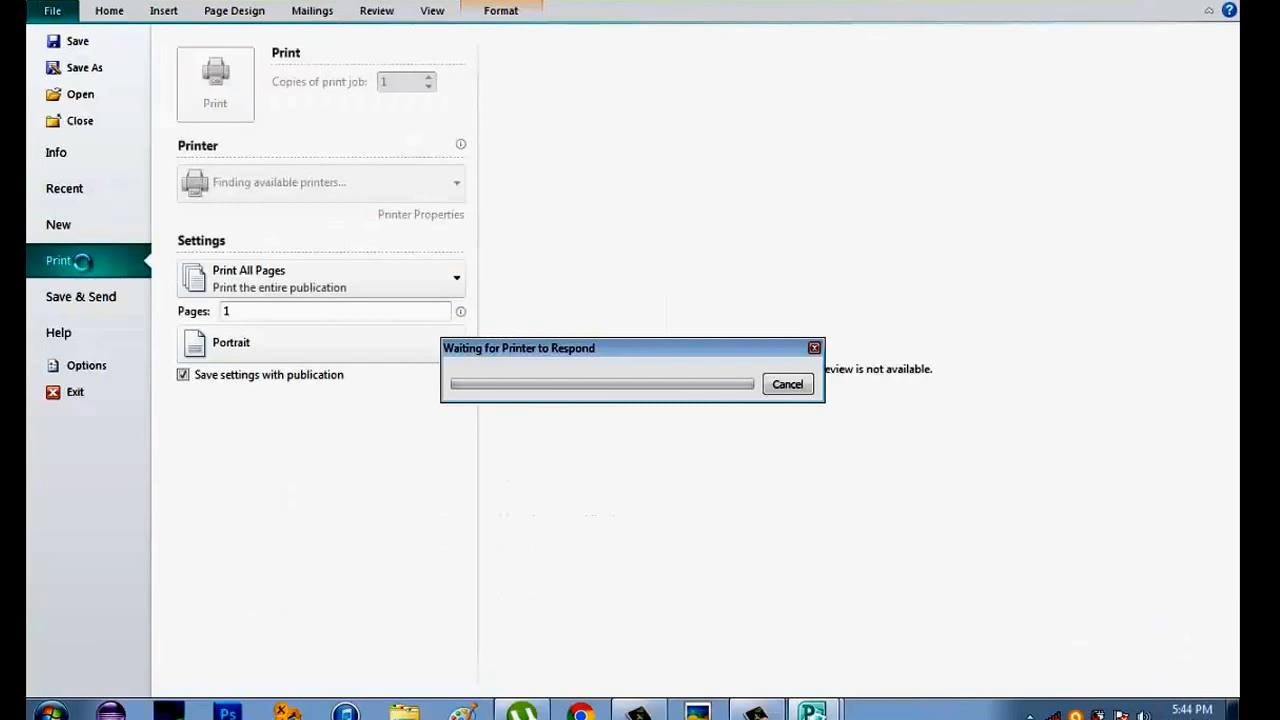 File Home Insert Page Design Mailings Review View Format
Save
Save As
Open
Close
Info
Recent
New
Print
Save & Send
Help
Options
Exit
Print
Print
Copies of print job: 1
Printer
Finding available printers...
Printer Properties
Settings
Print All Pages
Print the entire publication
Pages: 1
Portrait
Save settings with publication
Waiting for Printer to Respond
Cancel
eview is not available.
Ps
5:44 PM